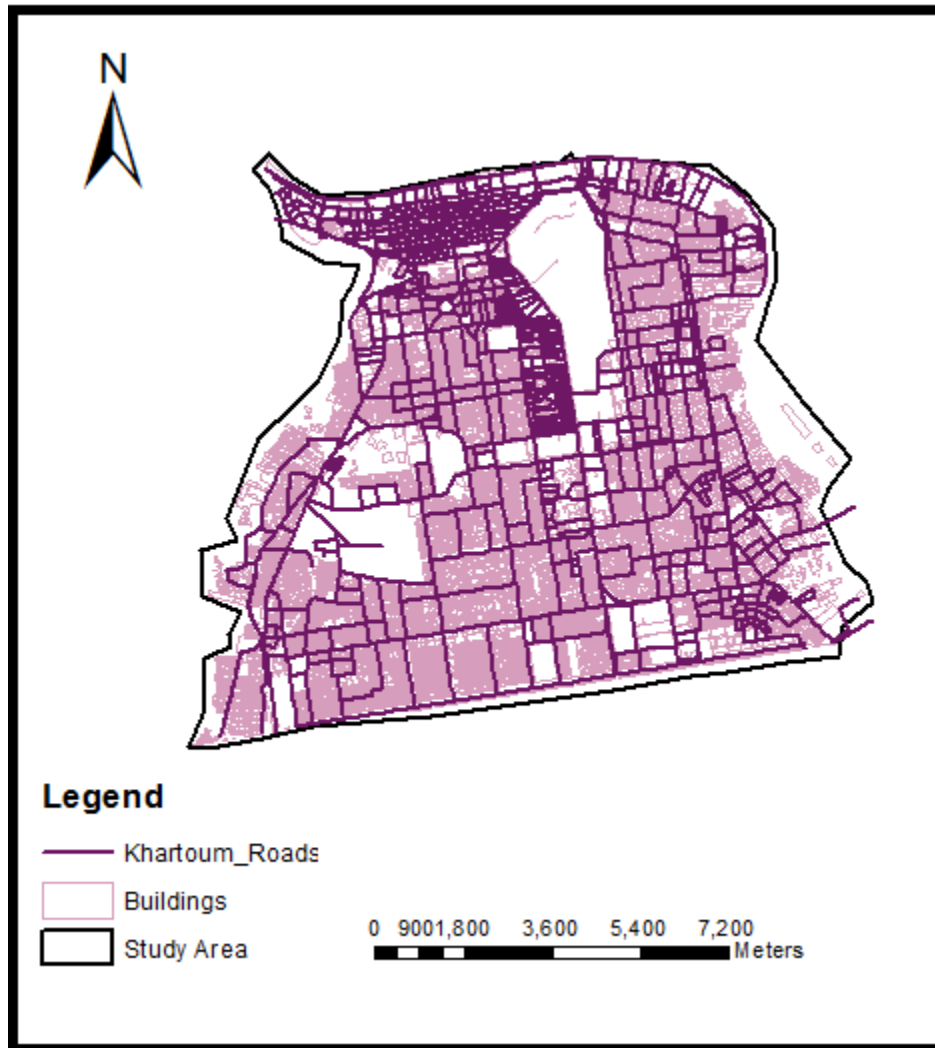 N
Legend
Khartoum_Roads
Buildings
Study Area
0 9001,800 3,600 5,400 7,200
Meters